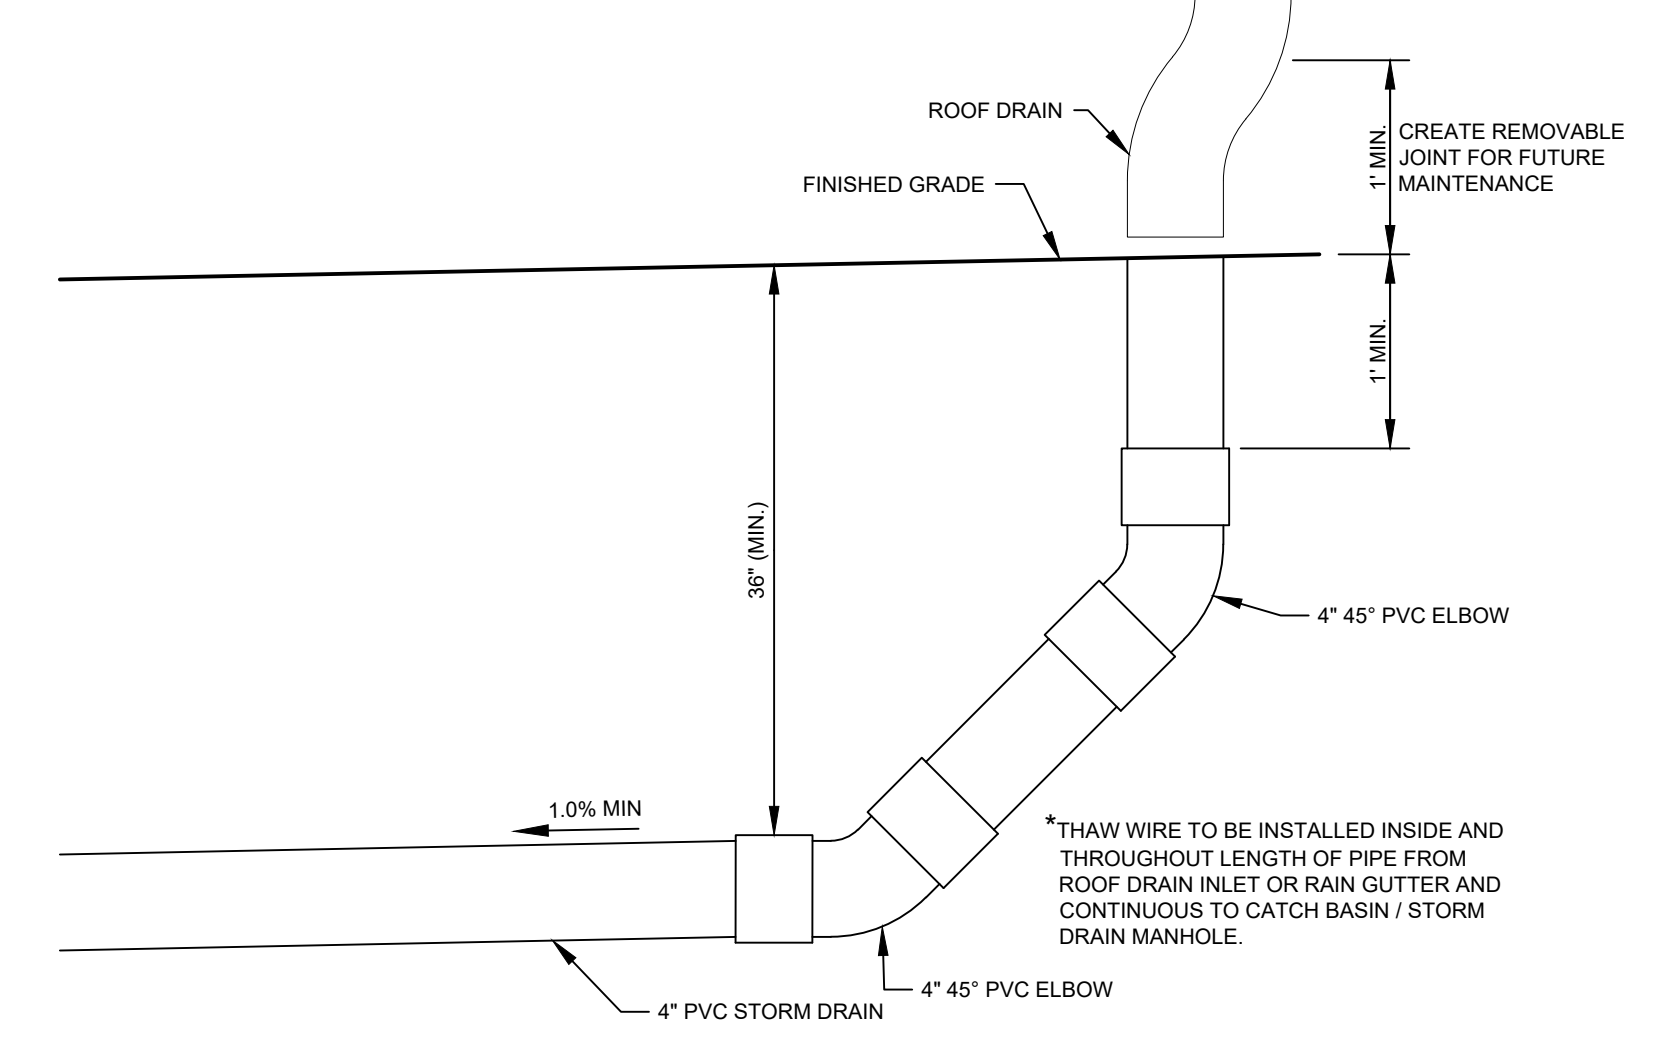 ROOF DRAIN
FINISHED GRADE
1' MIN.
CREATE REMOVABLE
JOINT FOR FUTURE
MAINTENANCE
1' MIN.
36" (MIN.)
4" 45° PVC ELBOW
1.0% MIN
*THAW WIRE TO BE INSTALLED INSIDE AND
THROUGHOUT LENGTH OF PIPE FROM
ROOF DRAIN INLET OR RAIN GUTTER AND
CONTINUOUS TO CATCH BASIN / STORM
DRAIN MANHOLE.
4" 45° PVC ELBOW
4" PVC STORM DRAIN